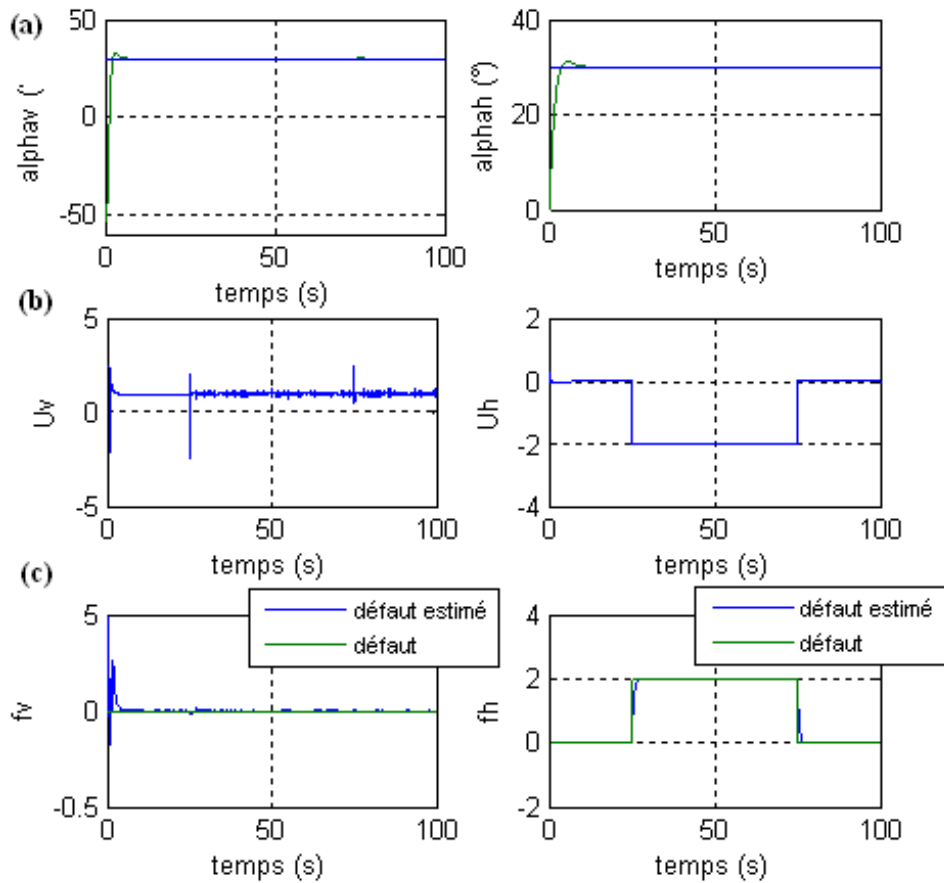 (a)
50
0
-50
alphav (°
0
50
100
temps (s)
40
20
0
alphah (°)
0
50
100
temps (s)
(b)
5
0
-5
Uv
0
50
100
temps (s)
2
0
-2
-4
Uh
0
50
100
temps (s)
(c)
5
0
-0.5
fv
défaut estimé
défaut
0
50
100
temps (s)
4
2
0
-2
fh
défaut estimé
défaut
0
50
100
temps (s)